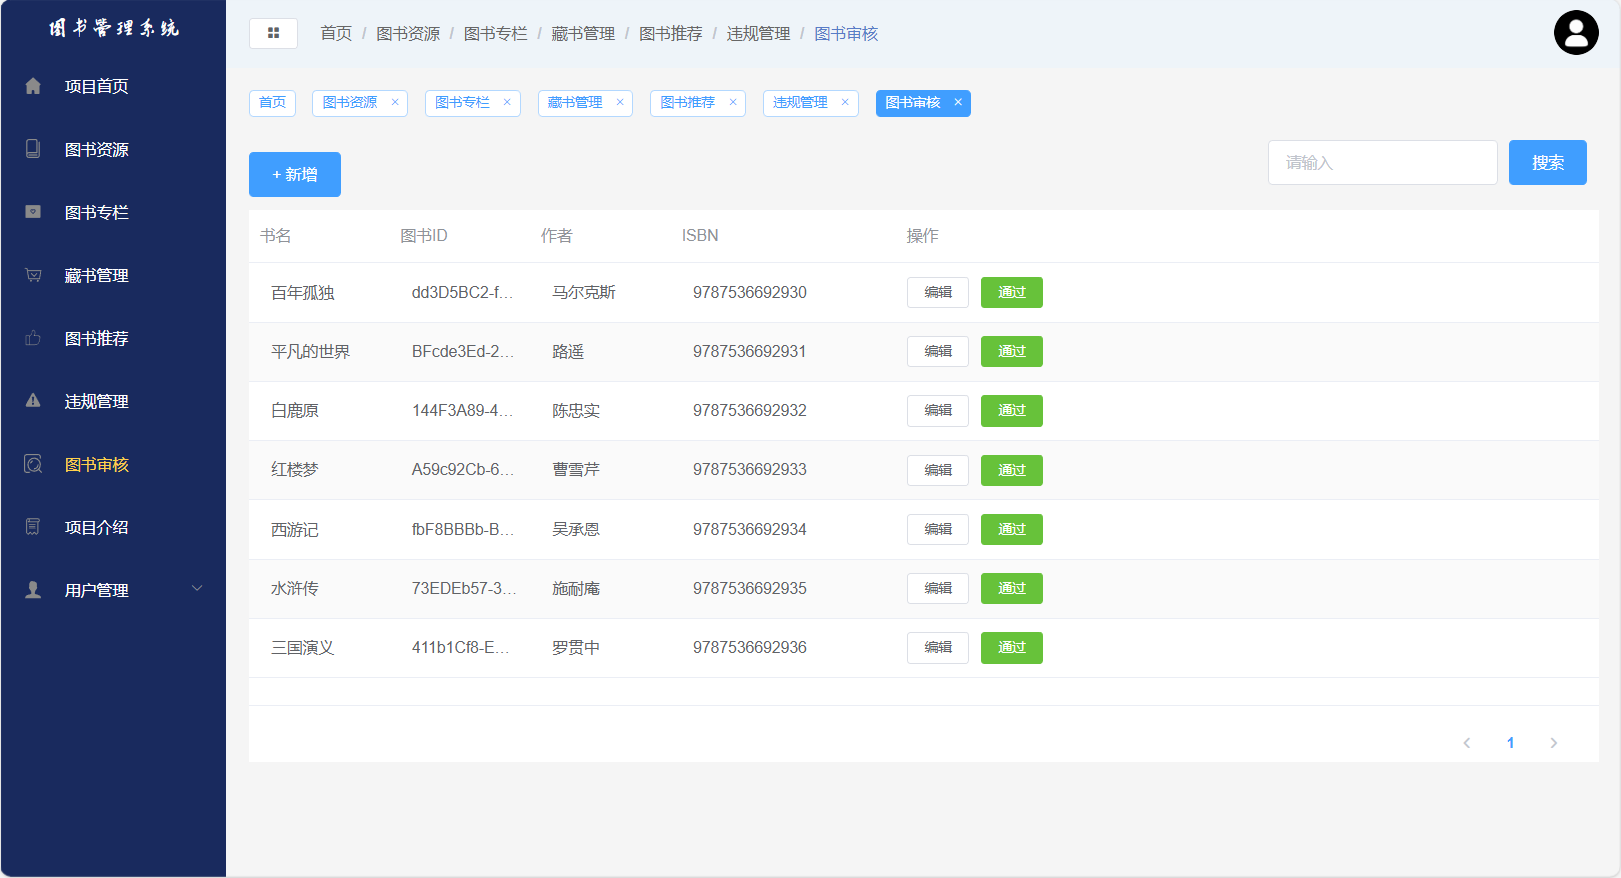 图书管理系统
项目首页
图书资源
图书专栏
藏书管理
图书推荐
违规管理
图书审核
项目介绍
用户管理
首页 / 图书资源 / 图书专栏 / 藏书管理 / 图书推荐 / 违规管理 / 图书审核
首页 图书资源 × 图书专栏 × 藏书管理 × 图书推荐 × 违规管理 × 图书审核 ×
+ 新增 请输入 搜索
书名 图书ID 作者 ISBN 操作
百年孤独 dd3D5BC2-f... 马尔克斯 9787536692930 编辑 通过
平凡的世界 BFcde3Ed-2... 路遥 9787536692931 编辑 通过
白鹿原 144F3A89-4... 陈忠实 9787536692932 编辑 通过
红楼梦 A59c92Cb-6... 曹雪芹 9787536692933 编辑 通过
西游记 fbF8BBBb-B... 吴承恩 9787536692934 编辑 通过
水浒传 73EDEb57-3... 施耐庵 9787536692935 编辑 通过
三国演义 411b1Cf8-E... 罗贯中 9787536692936 编辑 通过
1